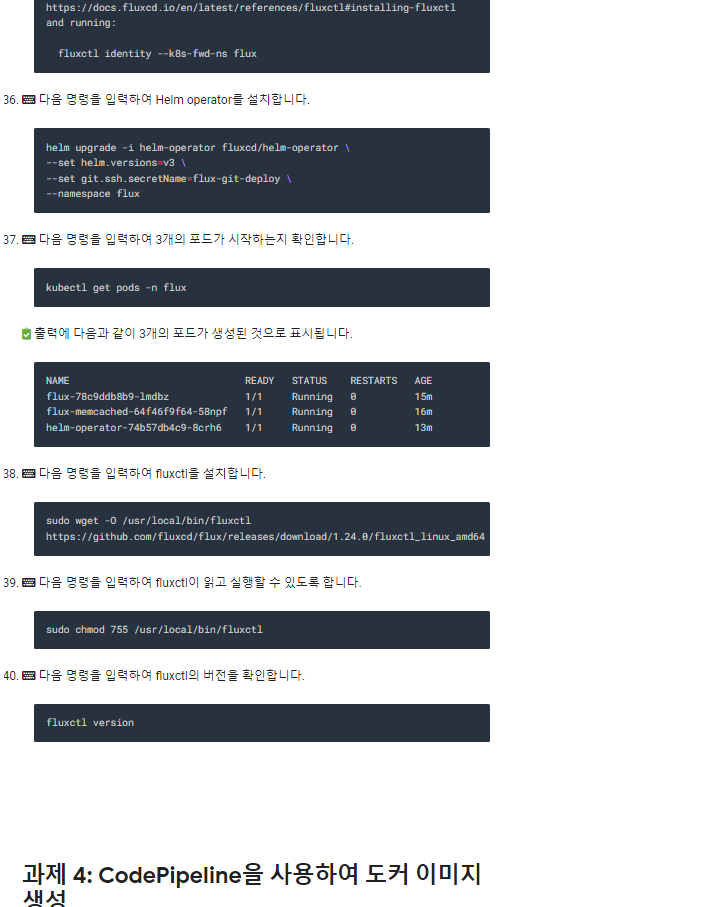 https://docs.fluxcd.io/en/latest/references/fluxctl#installing-fluxctl
and running:
fluxctl identity --k8s-fwd-ns flux
36. 다음 명령을 입력하여 Helm operator를 설치합니다.
helm upgrade -i helm-operator fluxcd/helm-operator \
--set helm.versions=v3 \
--set git.ssh.secretName=flux-git-deploy \
--namespace flux
37. 다음 명령을 입력하여 3개의 포드가 시작하는지 확인합니다.
kubectl get pods -n flux
출력에 다음과 같이 3개의 포드가 생성된 것으로 표시됩니다.
NAME READY STATUS RESTARTS AGE
flux-78c9ddb8b9-lmdbz 1/1 Running 0 15m
flux-memcached-64f46f9f64-58npf 1/1 Running 0 16m
helm-operator-74b57db4c9-8crh6 1/1 Running 0 13m
38. 다음 명령을 입력하여 fluxctl을 설치합니다.
sudo wget -O /usr/local/bin/fluxctl
https://github.com/fluxcd/flux/releases/download/1.24.0/fluxctl_linux_amd64
39. 다음 명령을 입력하여 fluxctl이 읽고 실행할 수 있도록 합니다.
sudo chmod 755 /usr/local/bin/fluxctl
40. 다음 명령을 입력하여 fluxctl의 버전을 확인합니다.
fluxctl version
과제 4: CodePipeline을 사용하여 도커 이미지
생성